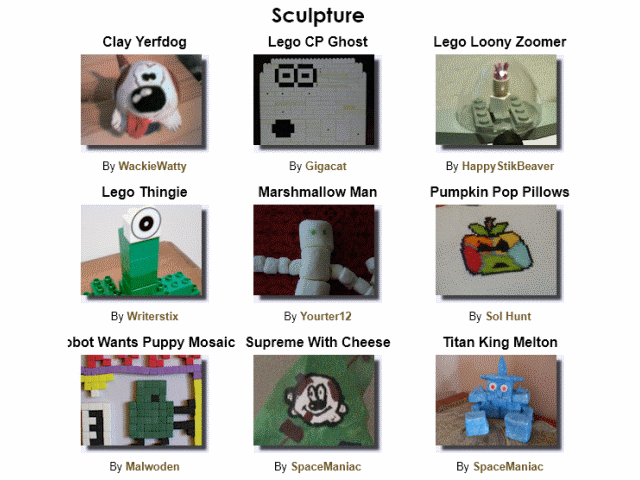 Sculpture
Clay Yerfdog
Lego CP Ghost
Lego Loony Zoomer
By WackieWatty
By Gigacat
By HappyStikBeaver
Lego Thingie
Marshmallow Man
Pumpkin Pop Pillows
By Writerstix
By Yourter12
By Sol Hunt
obot Wants Puppy Mosaic
Supreme With Cheese
Titan King Melton
By Malwoden
By SpaceManiac
By SpaceManiac